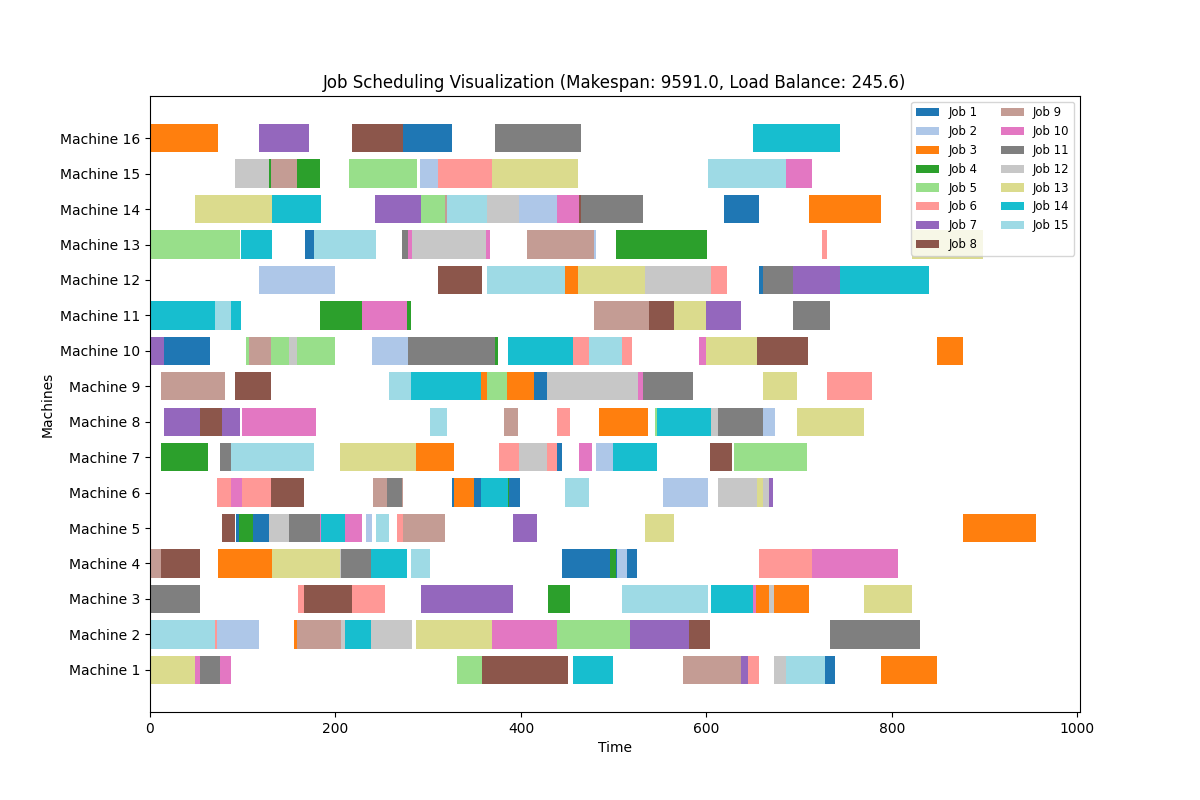 Job Scheduling Visualization (Makespan: 9591.0, Load Balance: 245.6)
Machine 16
Machine 15
Machine 14
Machine 13
Machine 12
Machine 11
Machine 10
Machine 9
Machine 8
Machine 7
Machine 6
Machine 5
Machine 4
Machine 3
Machine 2
Machine 1
Machines
Job 1
Job 2
Job 3
Job 4
Job 5
Job 6
Job 7
Job 8
Job 9
Job 10
Job 11
Job 12
Job 13
Job 14
Job 15
0 200 400 600 800 1000
Time